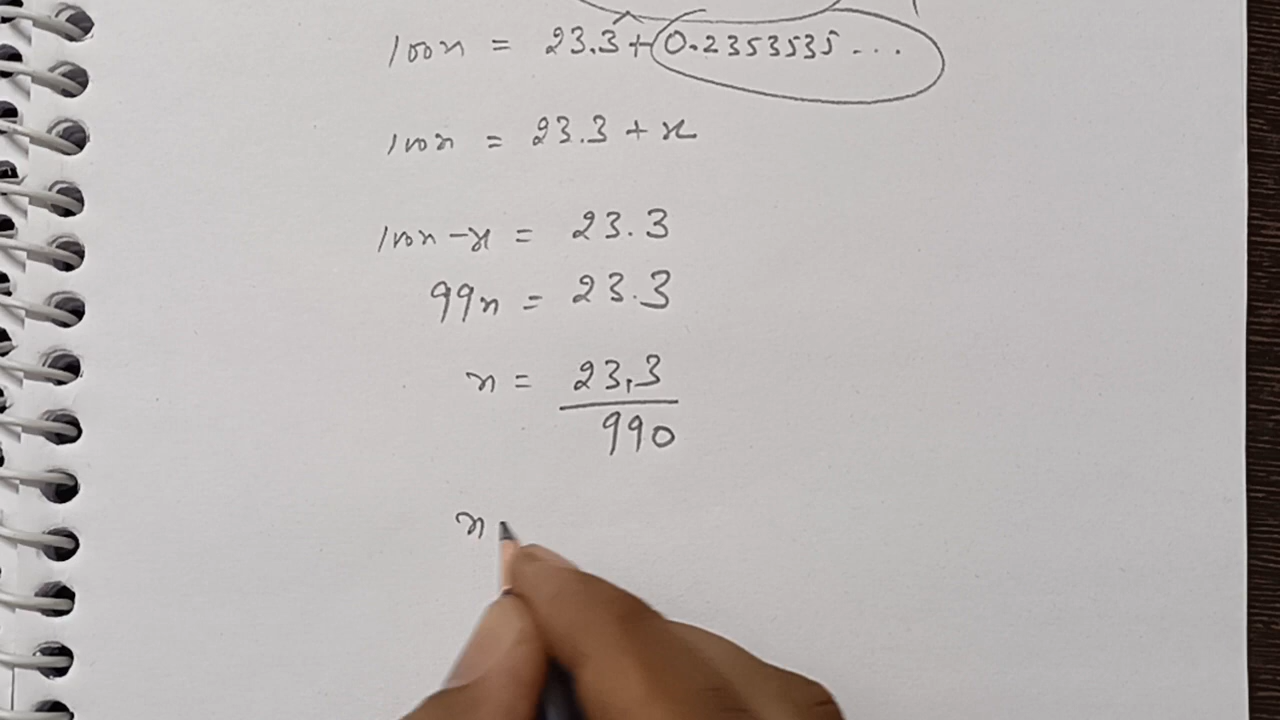 100x = 23.3 + 0.2353535...
100x = 23.3 + x
100x - x = 23.3
99x = 23.3
x = 23,3
990
x